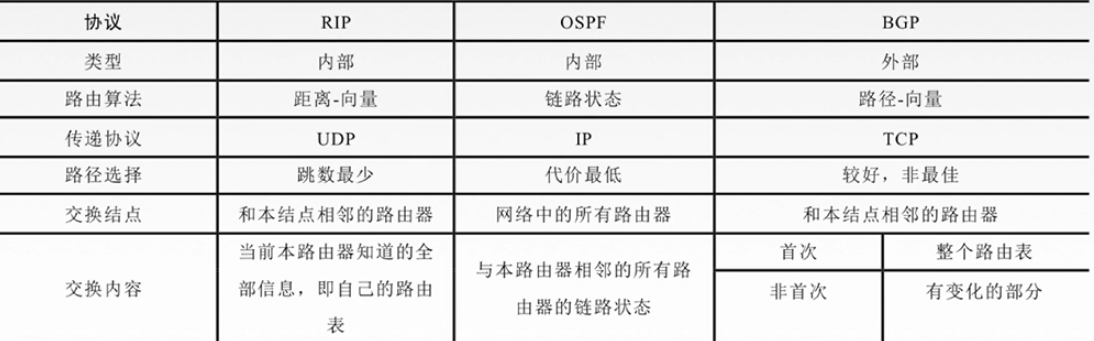 协议 RIP OSPF BGP
类型 内部 内部 外部
路由算法 距离-向量 链路状态 路径-向量
传递协议 UDP IP TCP
路径选择 跳数最少 代价最低 较好，非最佳
交换结点 和本结点相邻的路由器 网络中的所有路由器 和本结点相邻的路由器
交换内容
当前本路由器知道的全
部信息，即自己的路由
表
与本路由器相邻的所有路
由器的链路状态
首次 整个路由表
非首次 有变化的部分